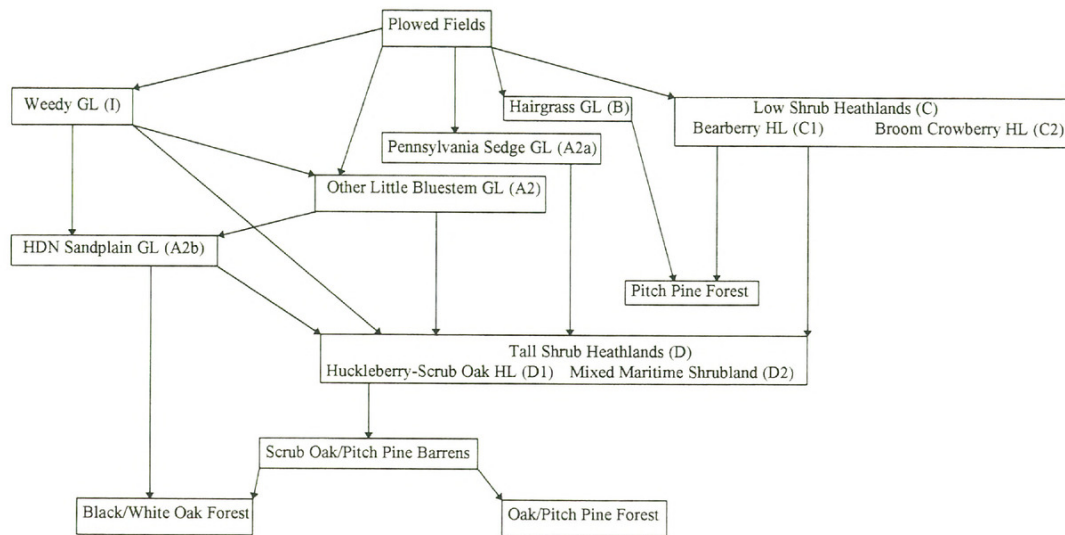 Plowed Fields
Weedy GL (I)
Hairgrass GL (B)
Low Shrub Heathlands (C)
Bearberry HL (C1) Broom Crowberry HL (C2)
Pennsylvania Sedge GL (A2a)
Other Little Bluestem GL (A2)
HDN Sandplain GL (A2b)
Pitch Pine Forest
Tall Shrub Heathlands (D)
Huckleberry-Scrub Oak HL (D1) Mixed Maritime Shrubland (D2)
Scrub Oak/Pitch Pine Barrens
Black/White Oak Forest
Oak/Pitch Pine Forest